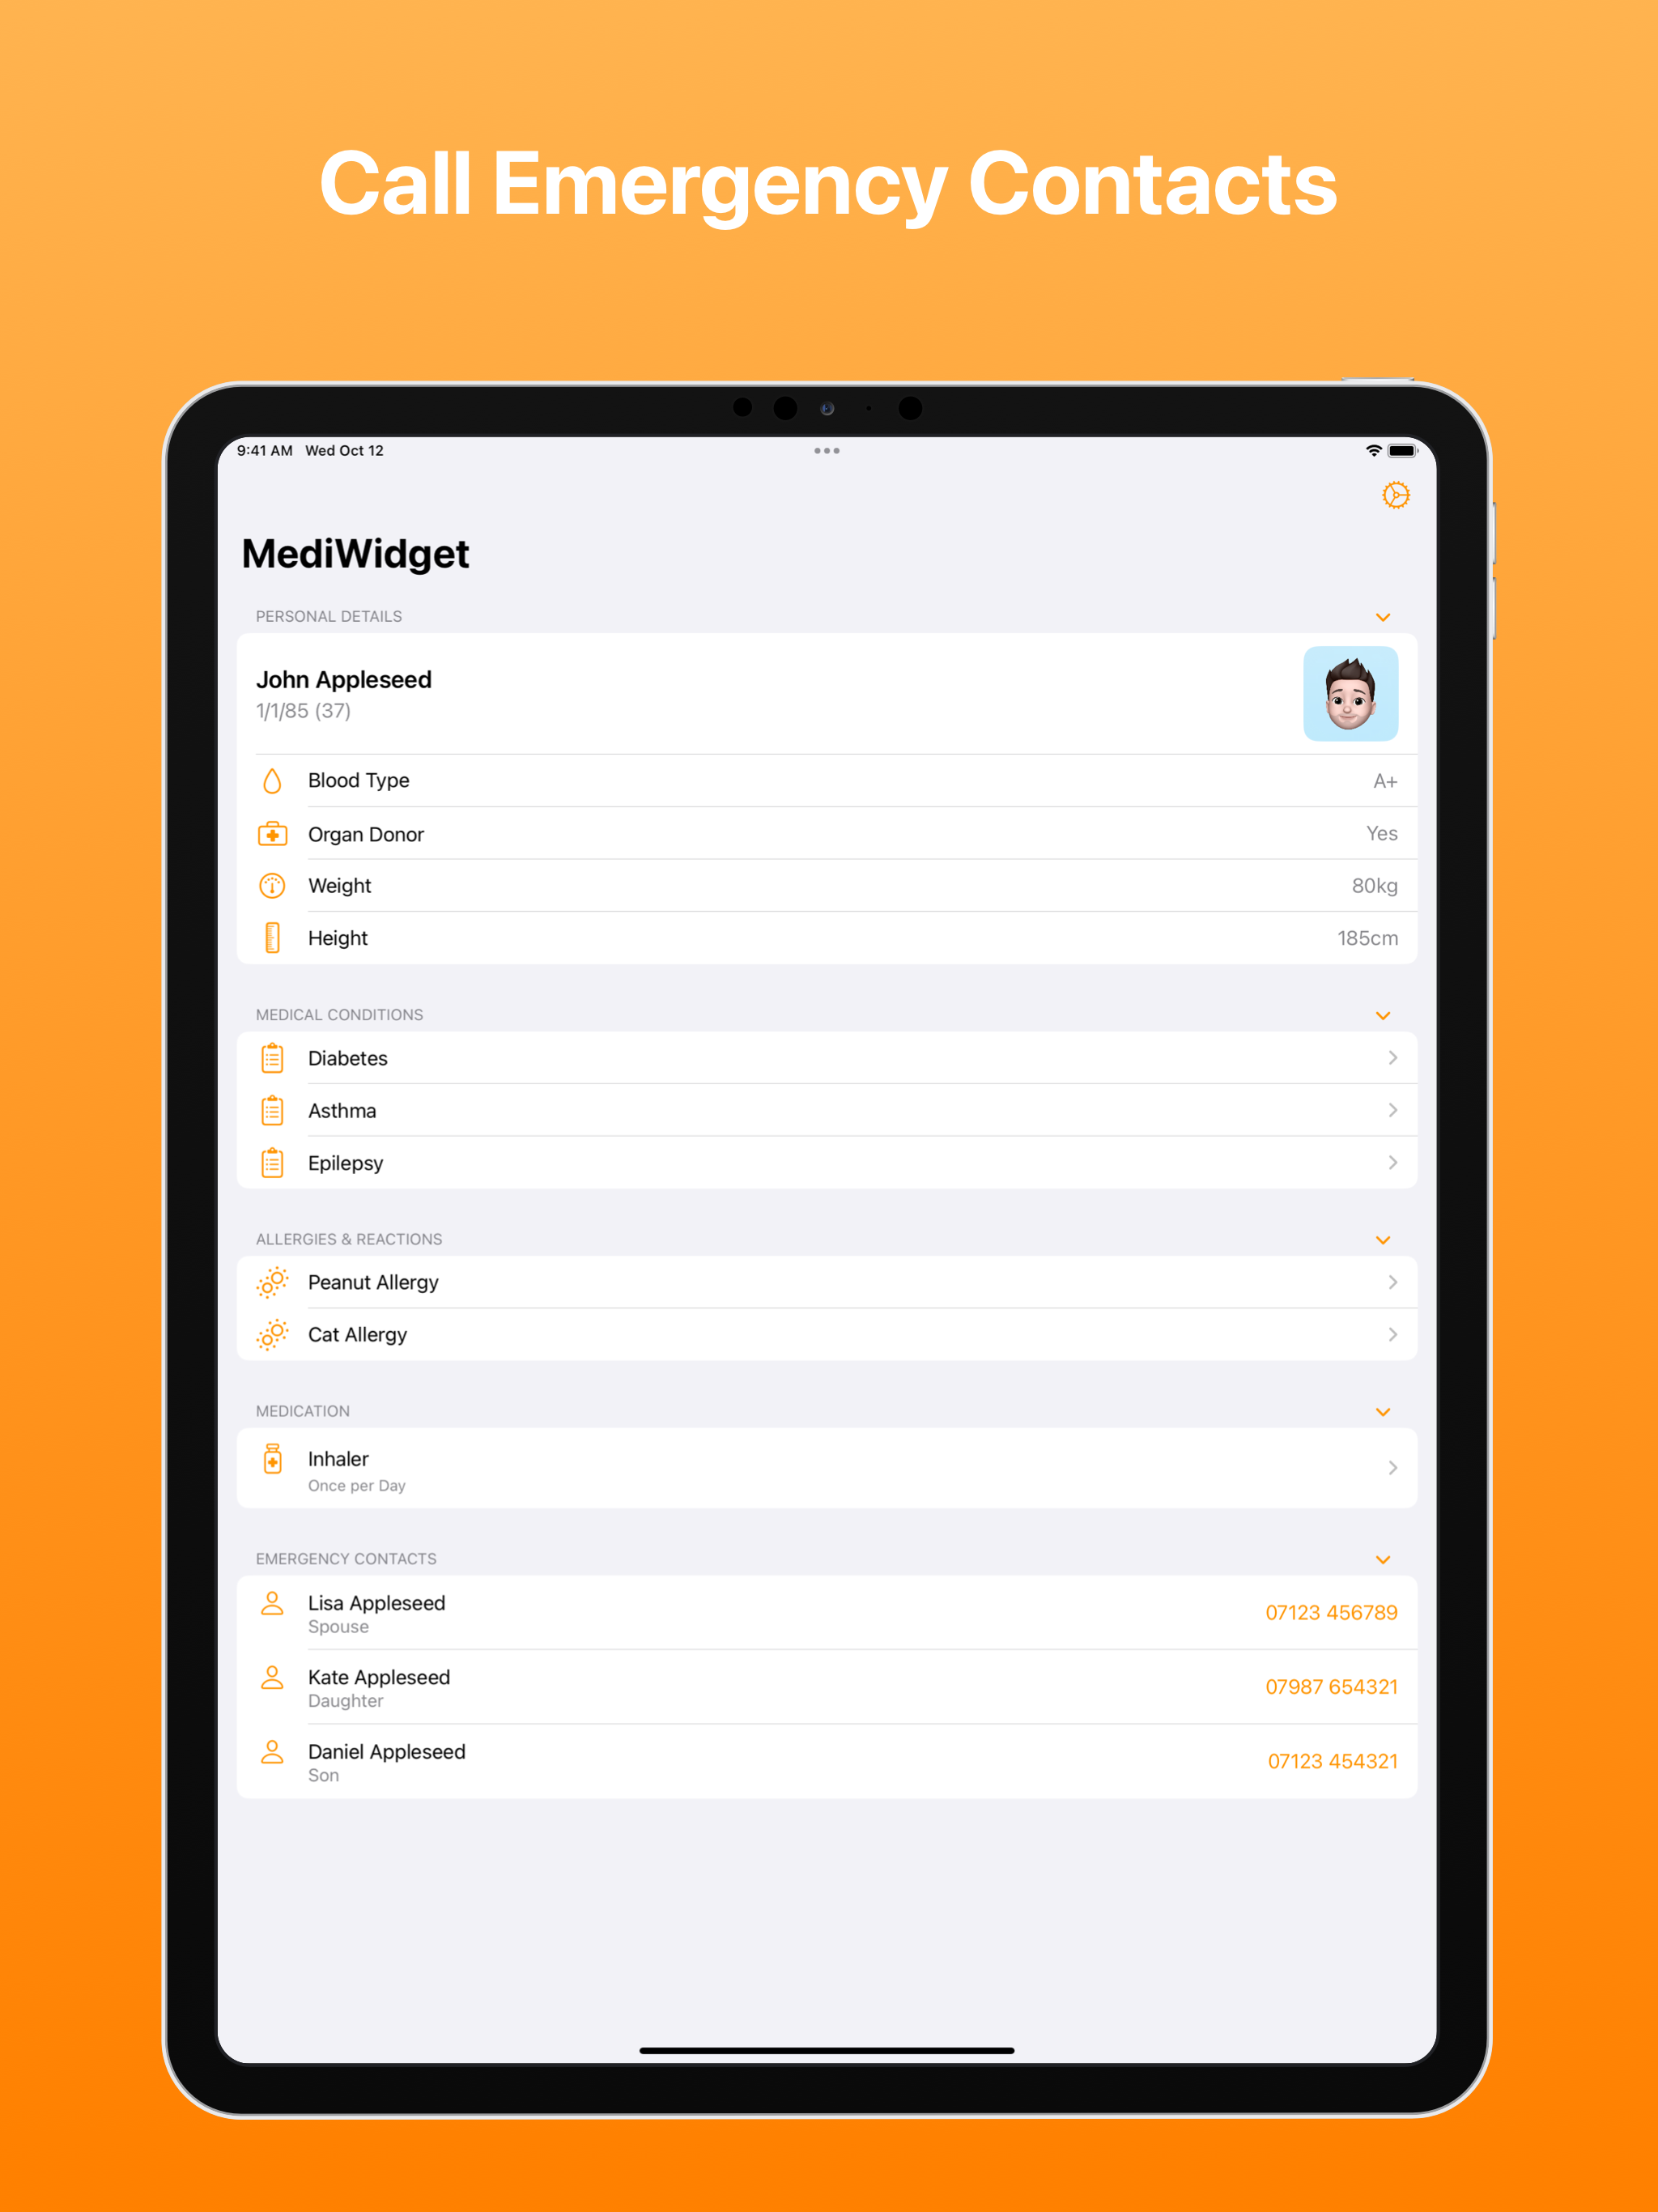 Call Emergency Contacts
9:41 AM Wed Oct 12
MediWidget
PERSONAL DETAILS
John Appleseed
1/1/85 (37)
Blood Type A+
Organ Donor Yes
Weight 80kg
Height 185cm
MEDICAL CONDITIONS
Diabetes
Asthma
Epilepsy
ALLERGIES & REACTIONS
Peanut Allergy
Cat Allergy
MEDICATION
Inhaler
Once per Day
EMERGENCY CONTACTS
Lisa Appleseed
Spouse
07123 456789
Kate Appleseed
Daughter
07987 654321
Daniel Appleseed
Son
07123 454321